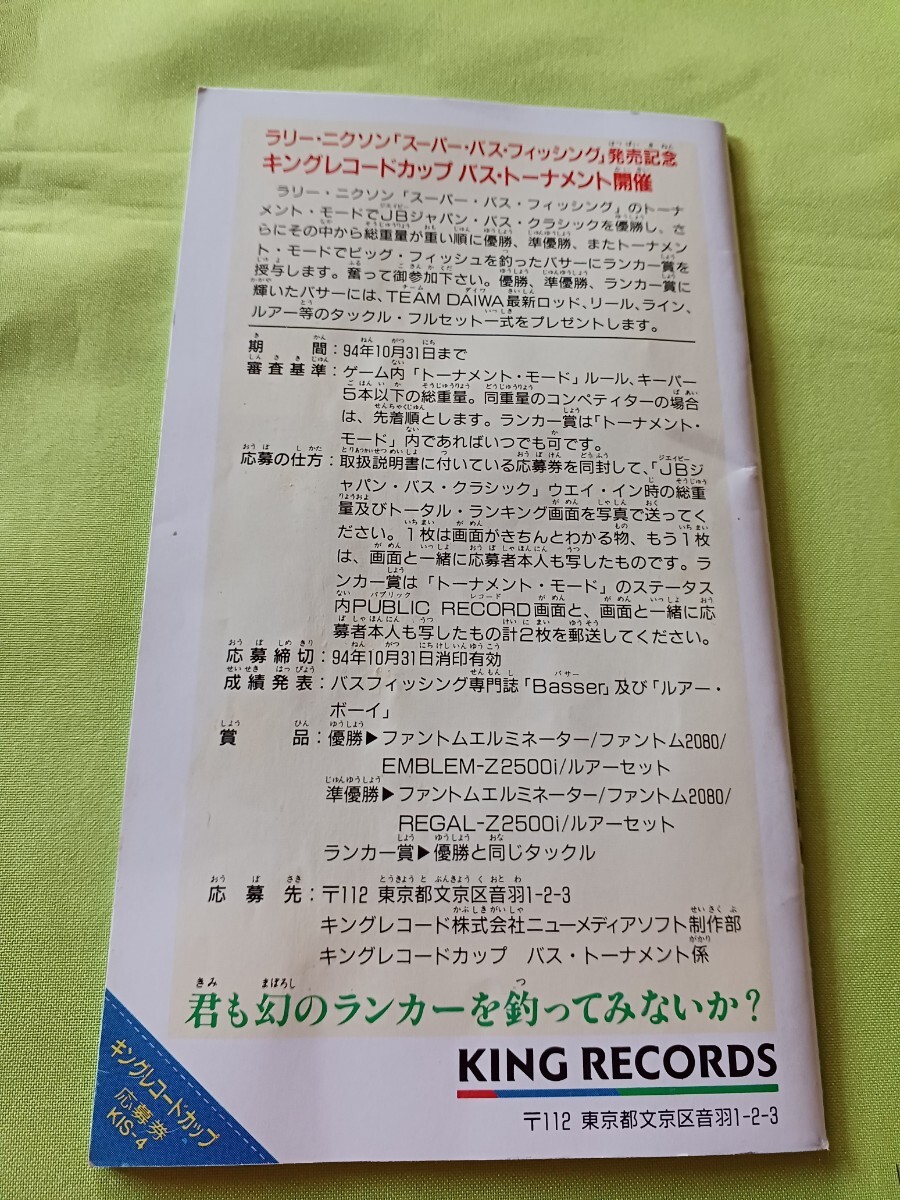 ラリー・ニクソン「スーパー・バス・フィッシング」発売記念
キングレコードカップ バス・トーナメント開催
ラリー・ニクソン「スーパー・バス・フィッシング」のトーナ
メント・モードでJBジャパン・バス・クラシックを優勝し、さ
らにその中から総重量が重い順に優勝、準優勝、またトーナメン
ト・モードでビッグ・フィッシュを釣ったバサーにランカー賞を
授与します。奮って御参加下さい。優勝、準優勝、ランカー賞に
輝いたバサーには、TEAM DAIWA最新ロッド、リール、ライン、
ルアー等のタックル・フルセット一式をプレゼントします。
期間：94年10月31日まで
審査基準：ゲーム内「トーナメント・モード」ルール、キーパー
5本以下の総重量。同重量のコンペティターの場合
は、先着順とします。ランカー賞は「トーナメント・
モード」内であればいつでも可です。
応募の仕方：取扱説明書に付いている応募券を同封して、「JBジ
ャパン・バス・クラシック」ウエイ・イン時の総重
量及びトータル・ランキング画面を写真で送ってく
ださい。1枚は画面がきちんとわかる物、もう1枚
は、画面と一緒に応募者本人も写したものです。ラ
ンカー賞は「トーナメント・モード」のステータス
内PUBLIC RECORD画面と、画面と一緒に応
募者本人も写したもの計2枚を郵送してください。
応募締切：94年10月31日消印有効
成績発表：バスフィッシング専門誌「Basser」及び「ルアー・
ボーイ」
賞品：優勝▶ファントムエルミネーター/ファントム2080/
EMBLEM-Z2500i/ルアーセット
準優勝▶ファントムエルミネーター/ファントム2080/
REGAL-Z2500i/ルアーセット
ランカー賞▶優勝と同じタックル
応募先：〒112 東京都文京区音羽1-2-3
キングレコード株式会社ニューメディアソフト制作部
キングレコードカップ バス・トーナメント係
君も幻のランカーを釣ってみないか？
KING RECORDS
〒112 東京都文京区音羽1-2-3
キングレコードカップ
応募券
KIS-4